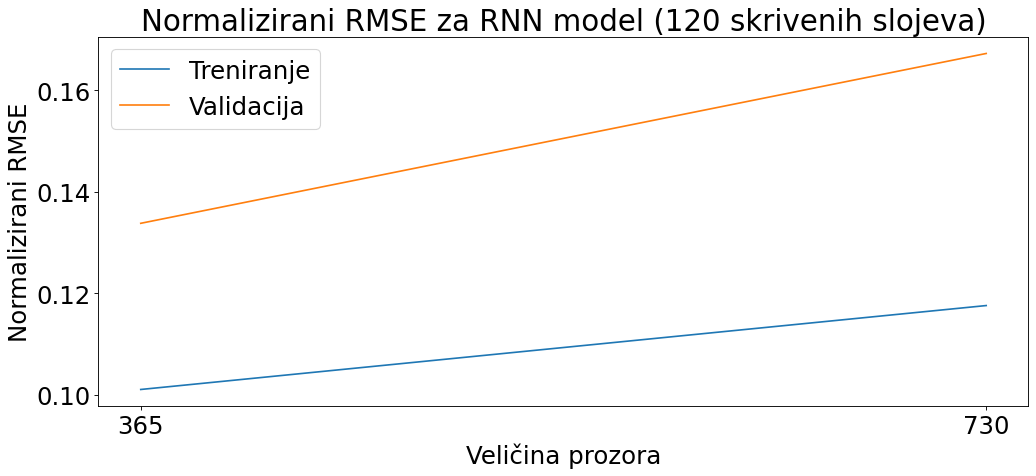 Normalizirani RMSE za RNN model (120 skrivenih slojeva)
Treniranje
Validacija
Normalizirani RMSE
0.16
0.14
0.12
0.10
365
730
Veličina prozora